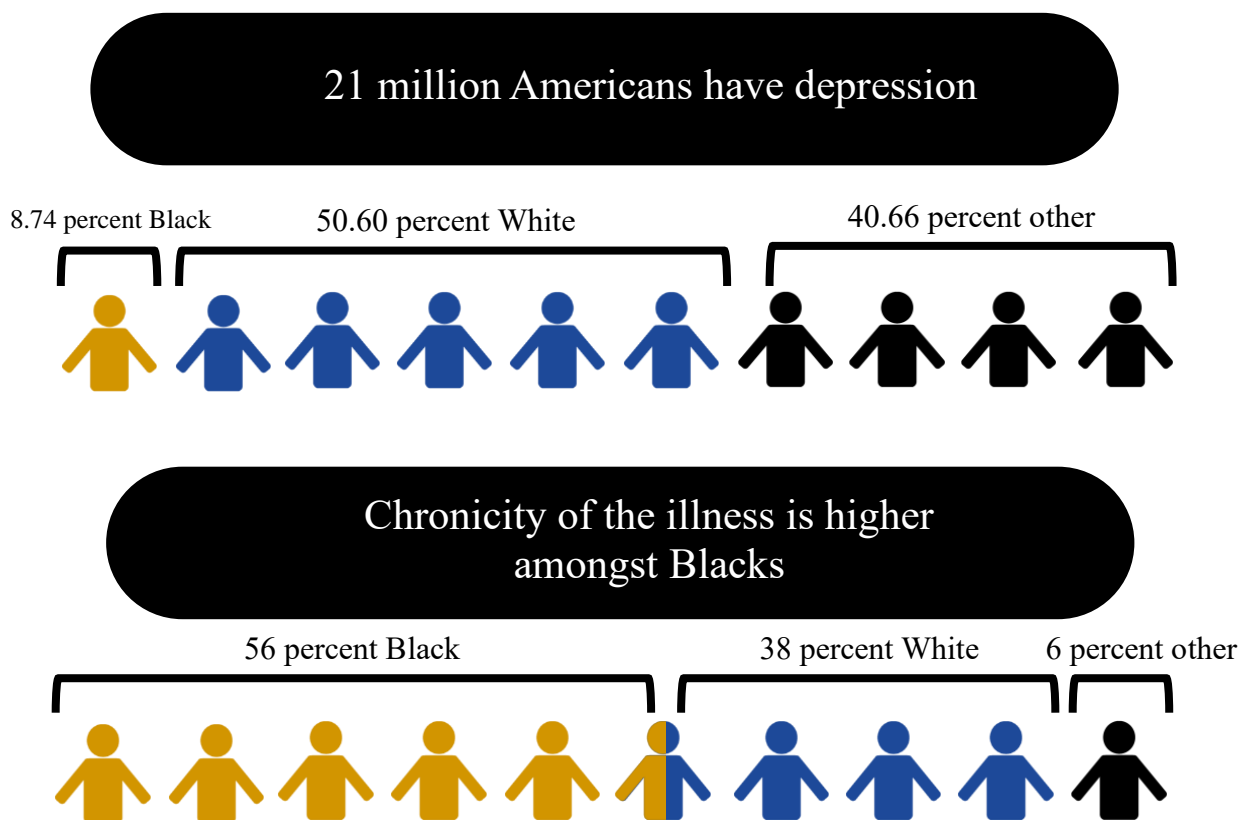 21 million Americans have depression
8.74 percent Black
50.60 percent White
40.66 percent other
Chronicity of the illness is higher
amongst Blacks
56 percent Black
38 percent White
6 percent other